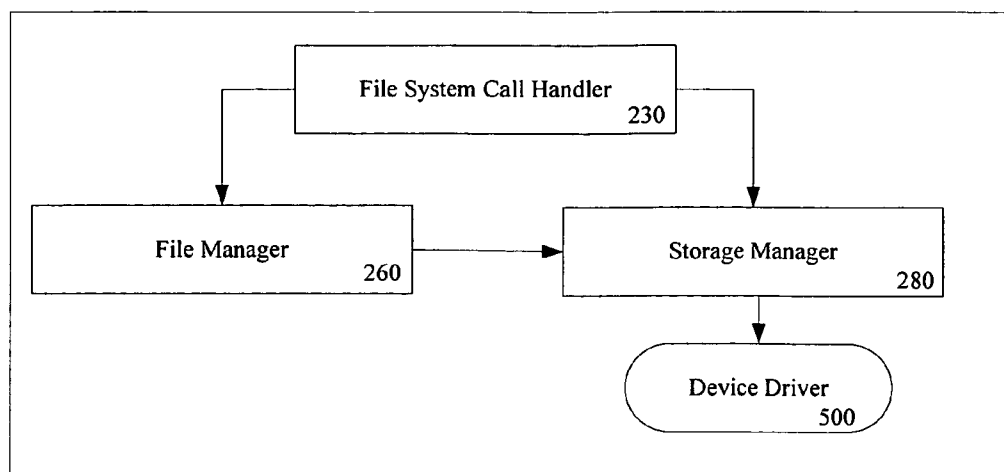 File System Call Handler
230
File Manager
260
Storage Manager
280
Device Driver
500